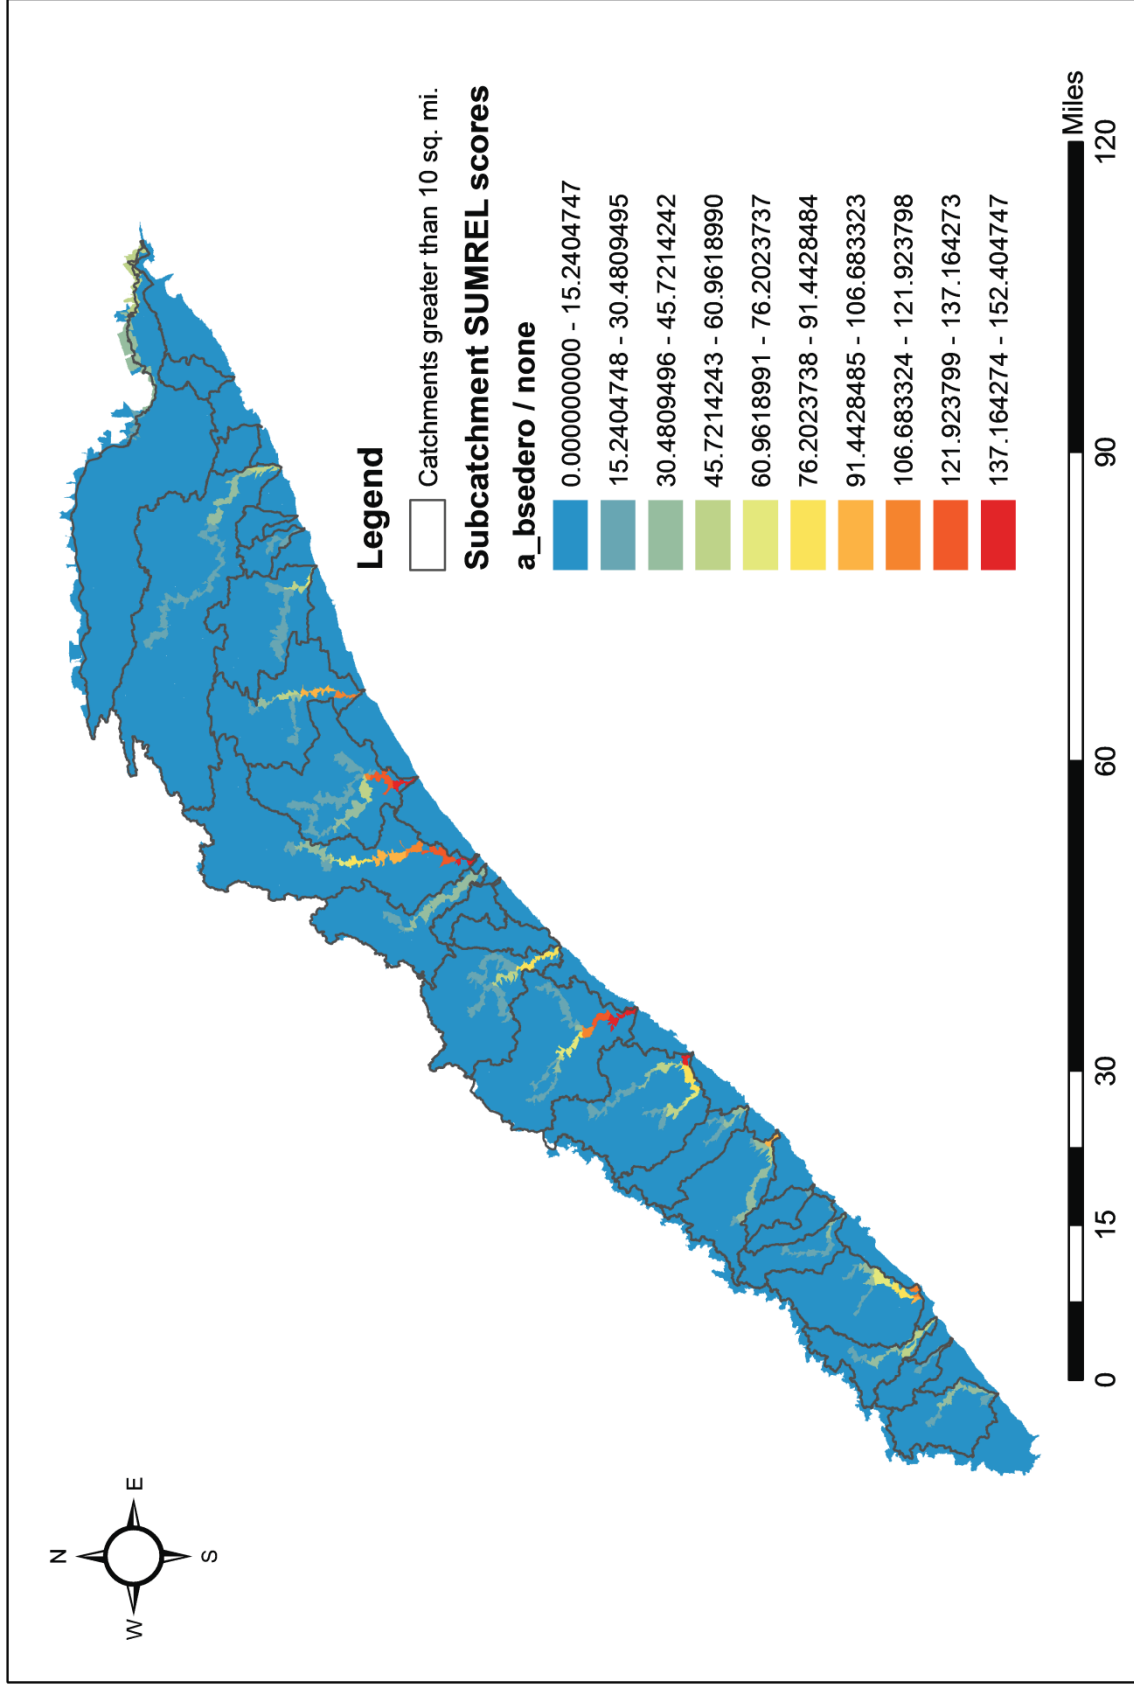 N
W
E
S
Legend
Catchments greater than 10 sq. mi.
Subcatchment SUMREL scores
a_bsedero / none
0.00000000 - 15.2404747
15.2404748 - 30.4809495
30.4809496 - 45.7214242
45.7214243 - 60.9618990
60.9618991 - 76.2023737
76.2023738 - 91.4428484
91.4428485 - 106.683323
106.683324 - 121.923798
121.923799 - 137.164273
137.164274 - 152.404747
Miles
0 15 30 60 90 120